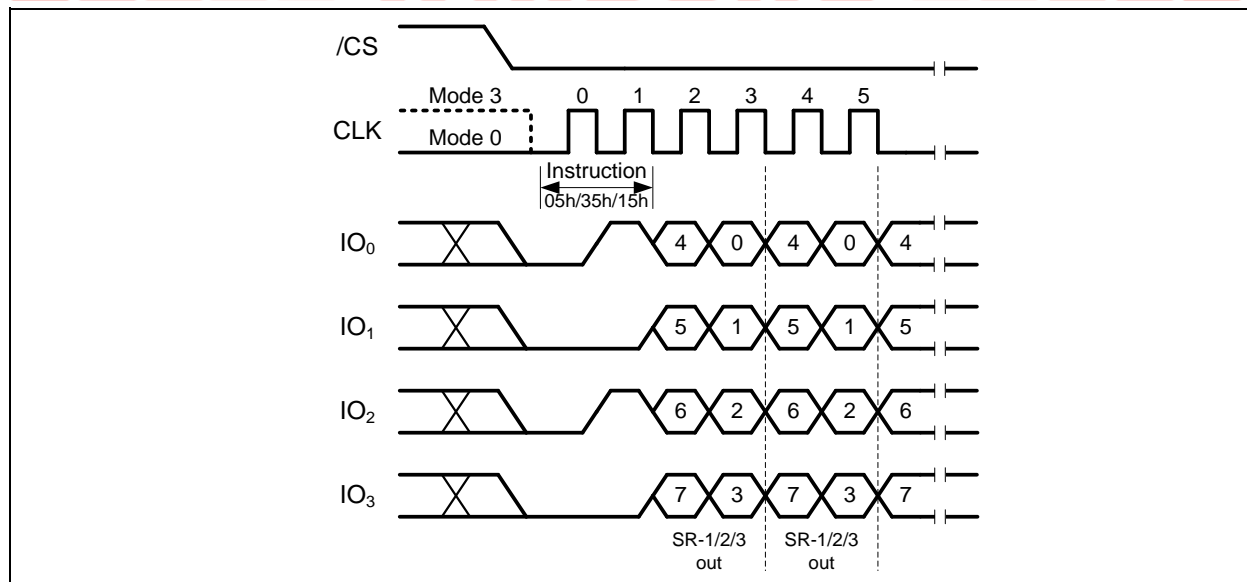 /CS
Mode 3 0 1 2 3 4 5
CLK Mode 0
Instruction
05h/35h/15h
IO₀ 4 0 4 0 4
IO₁ 5 1 5 1 5
IO₂ 6 2 6 2 6
IO₃ 7 3 7 3 7
SR-1/2/3 SR-1/2/3
out out